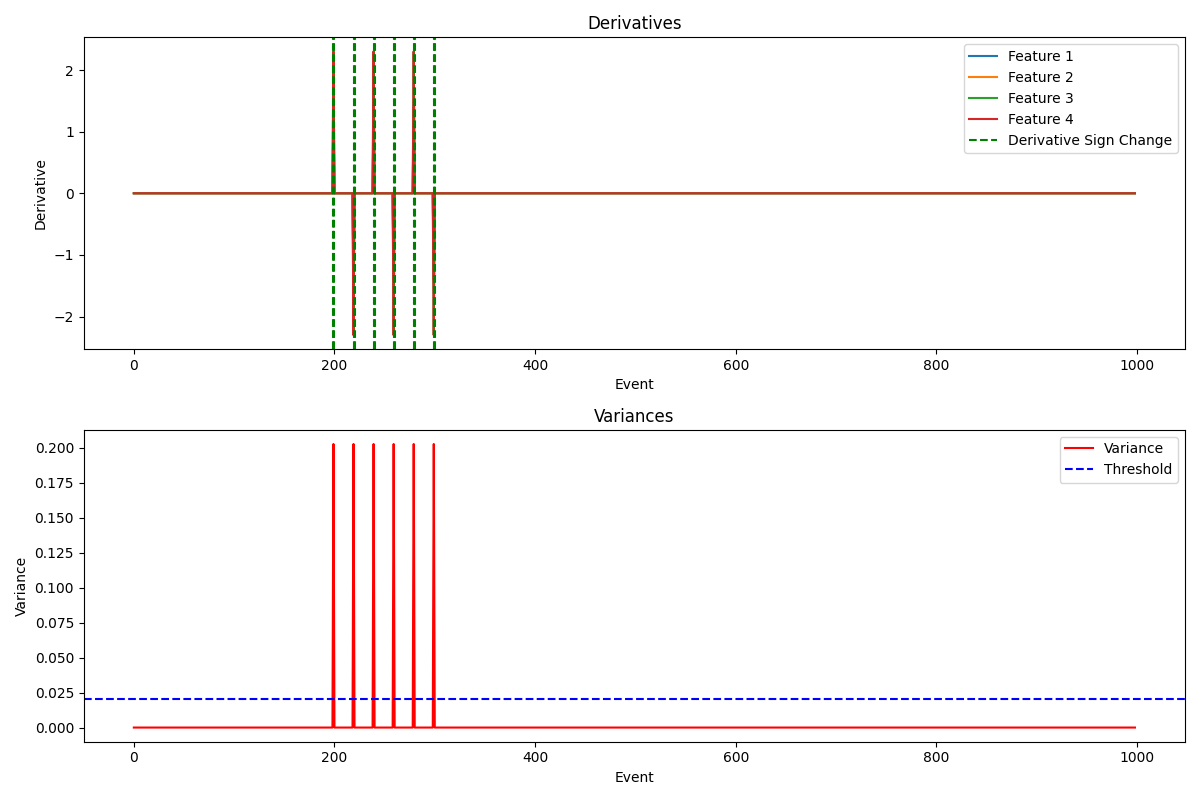 Derivatives
2
1
0
−1
−2
Derivative
0 200 400 600 800 1000
Event
Feature 1
Feature 2
Feature 3
Feature 4
Derivative Sign Change
Variances
0.200
0.175
0.150
0.125
0.100
0.075
0.050
0.025
0.000
Variance
0 200 400 600 800 1000
Event
Variance
Threshold